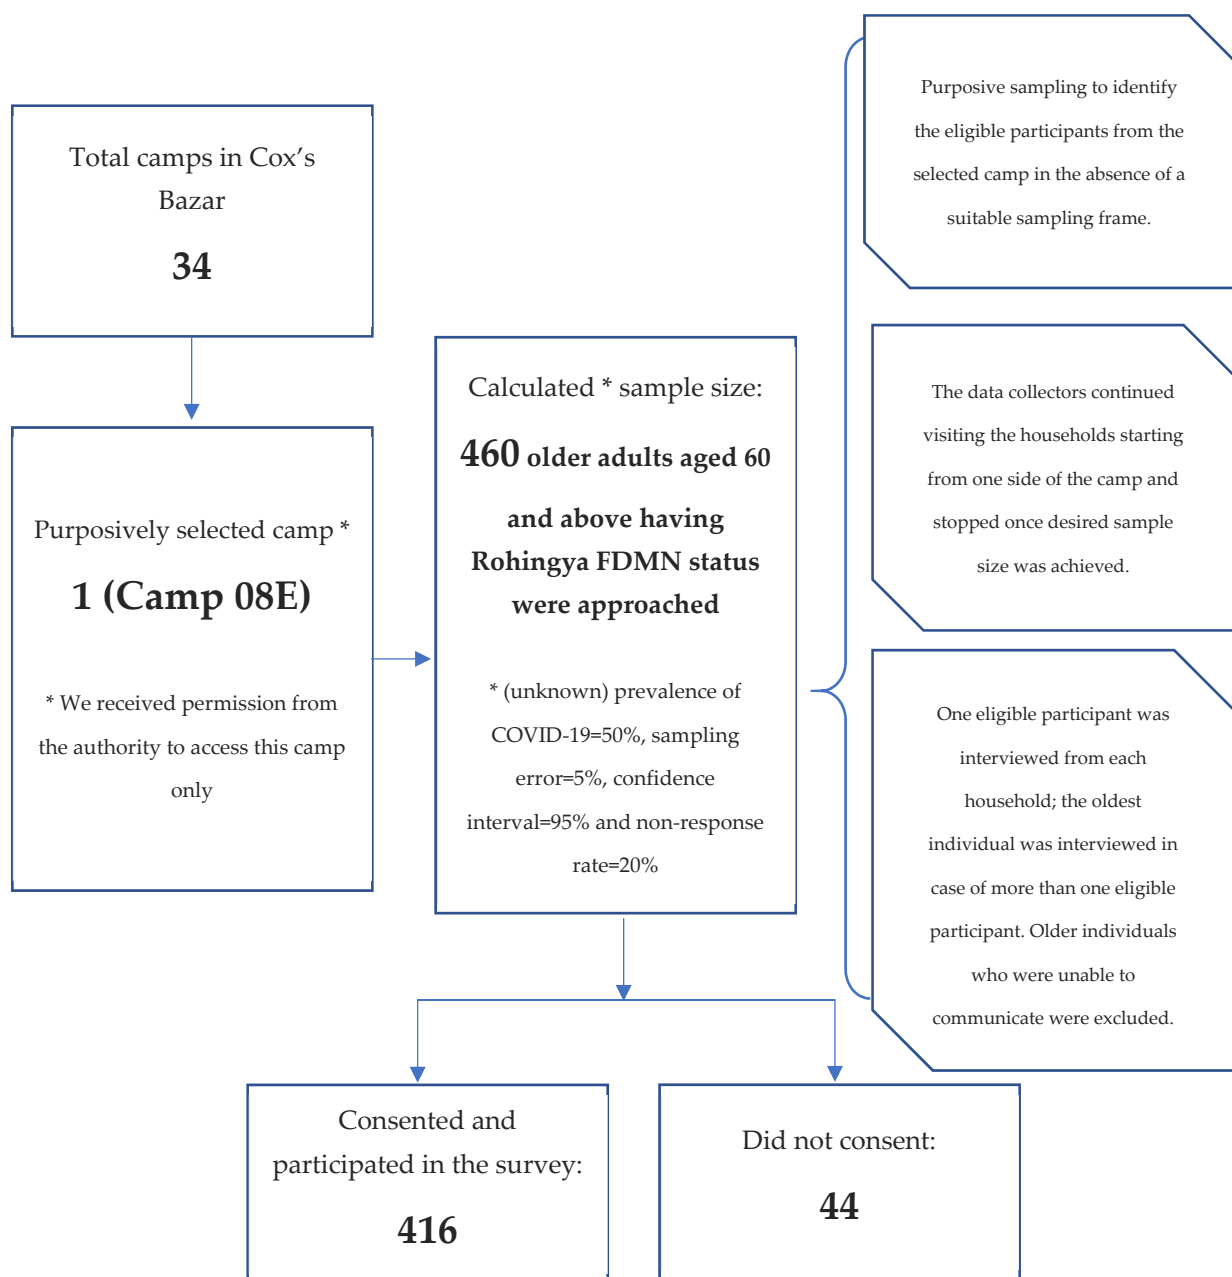 Total camps in Cox’s
Bazar
34
Purposively selected camp *
1 (Camp 08E)
* We received permission from
the authority to access this camp
only
Calculated * sample size:
460 older adults aged 60
and above having
Rohingya FDMN status
were approached
* (unknown) prevalence of
COVID-19=50%, sampling
error=5%, confidence
interval=95% and non-response
rate=20%
Purposive sampling to identify
the eligible participants from the
selected camp in the absence of a
suitable sampling frame.
The data collectors continued
visiting the households starting
from one side of the camp and
stopped once desired sample
size was achieved.
One eligible participant was
interviewed from each
household; the oldest
individual was interviewed in
case of more than one eligible
participant. Older individuals
who were unable to
communicate were excluded.
Consented and
participated in the survey:
416
Did not consent:
44